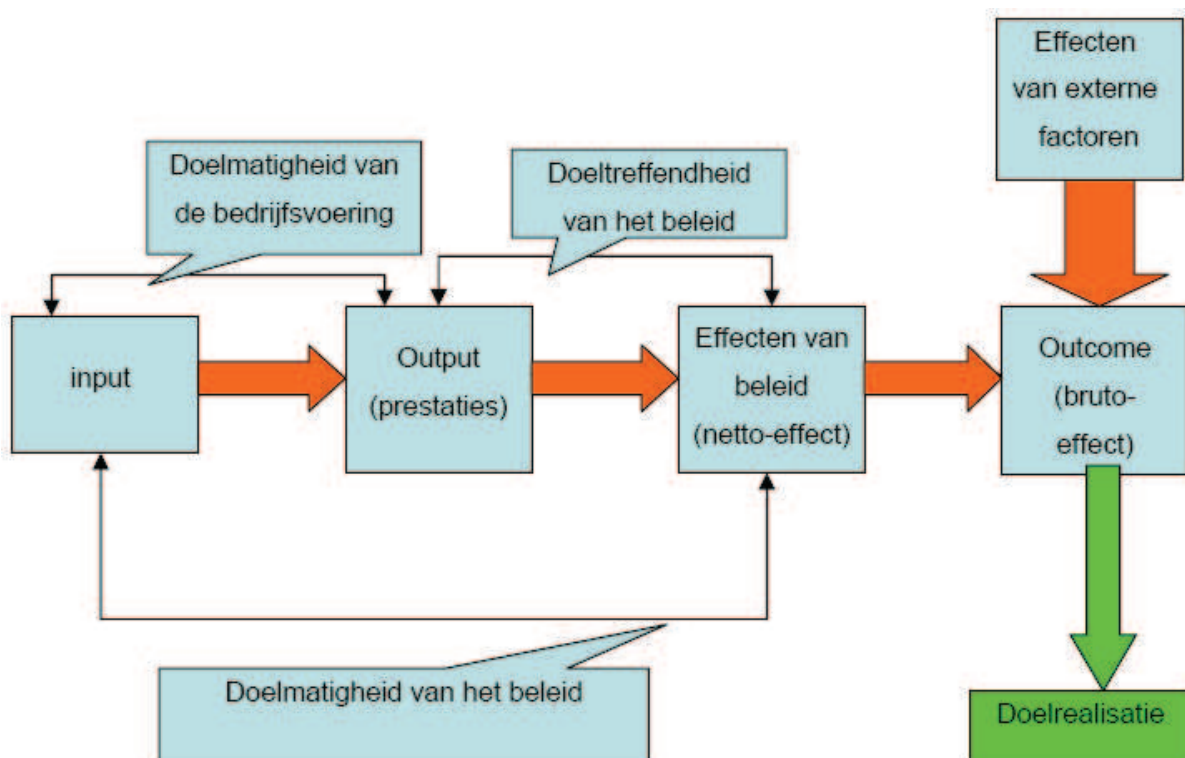 Effecten
van externe
factoren
Doelmatigheid van
de bedrijfsvoering
Doeltreffendheid
van het beleid
input
Output
(prestaties)
Effecten van
beleid
(netto-effect)
Outcome
(bruto-
effect)
Doelmatigheid van het beleid
Doelrealisatie